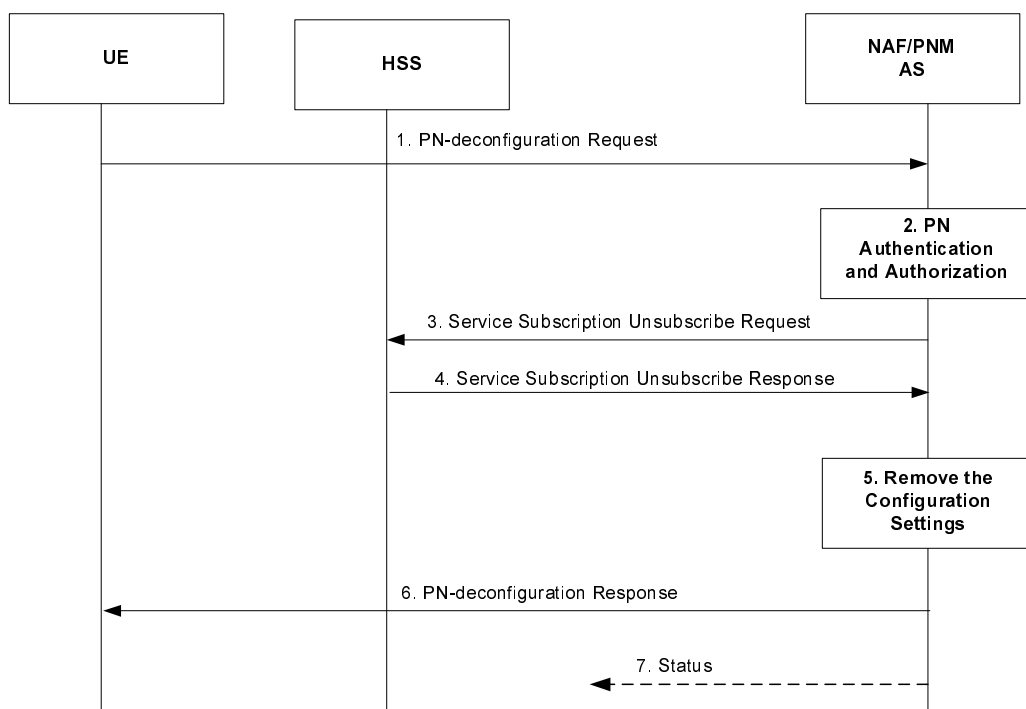 UE
HSS
NAF/PNM
AS
1. PN-deconfiguration Request
2. PN
Authentication
and Authorization
3. Service Subscription Unsubscribe Request
4. Service Subscription Unsubscribe Response
5. Remove the
Configuration
Settings
6. PN-deconfiguration Response
7. Status